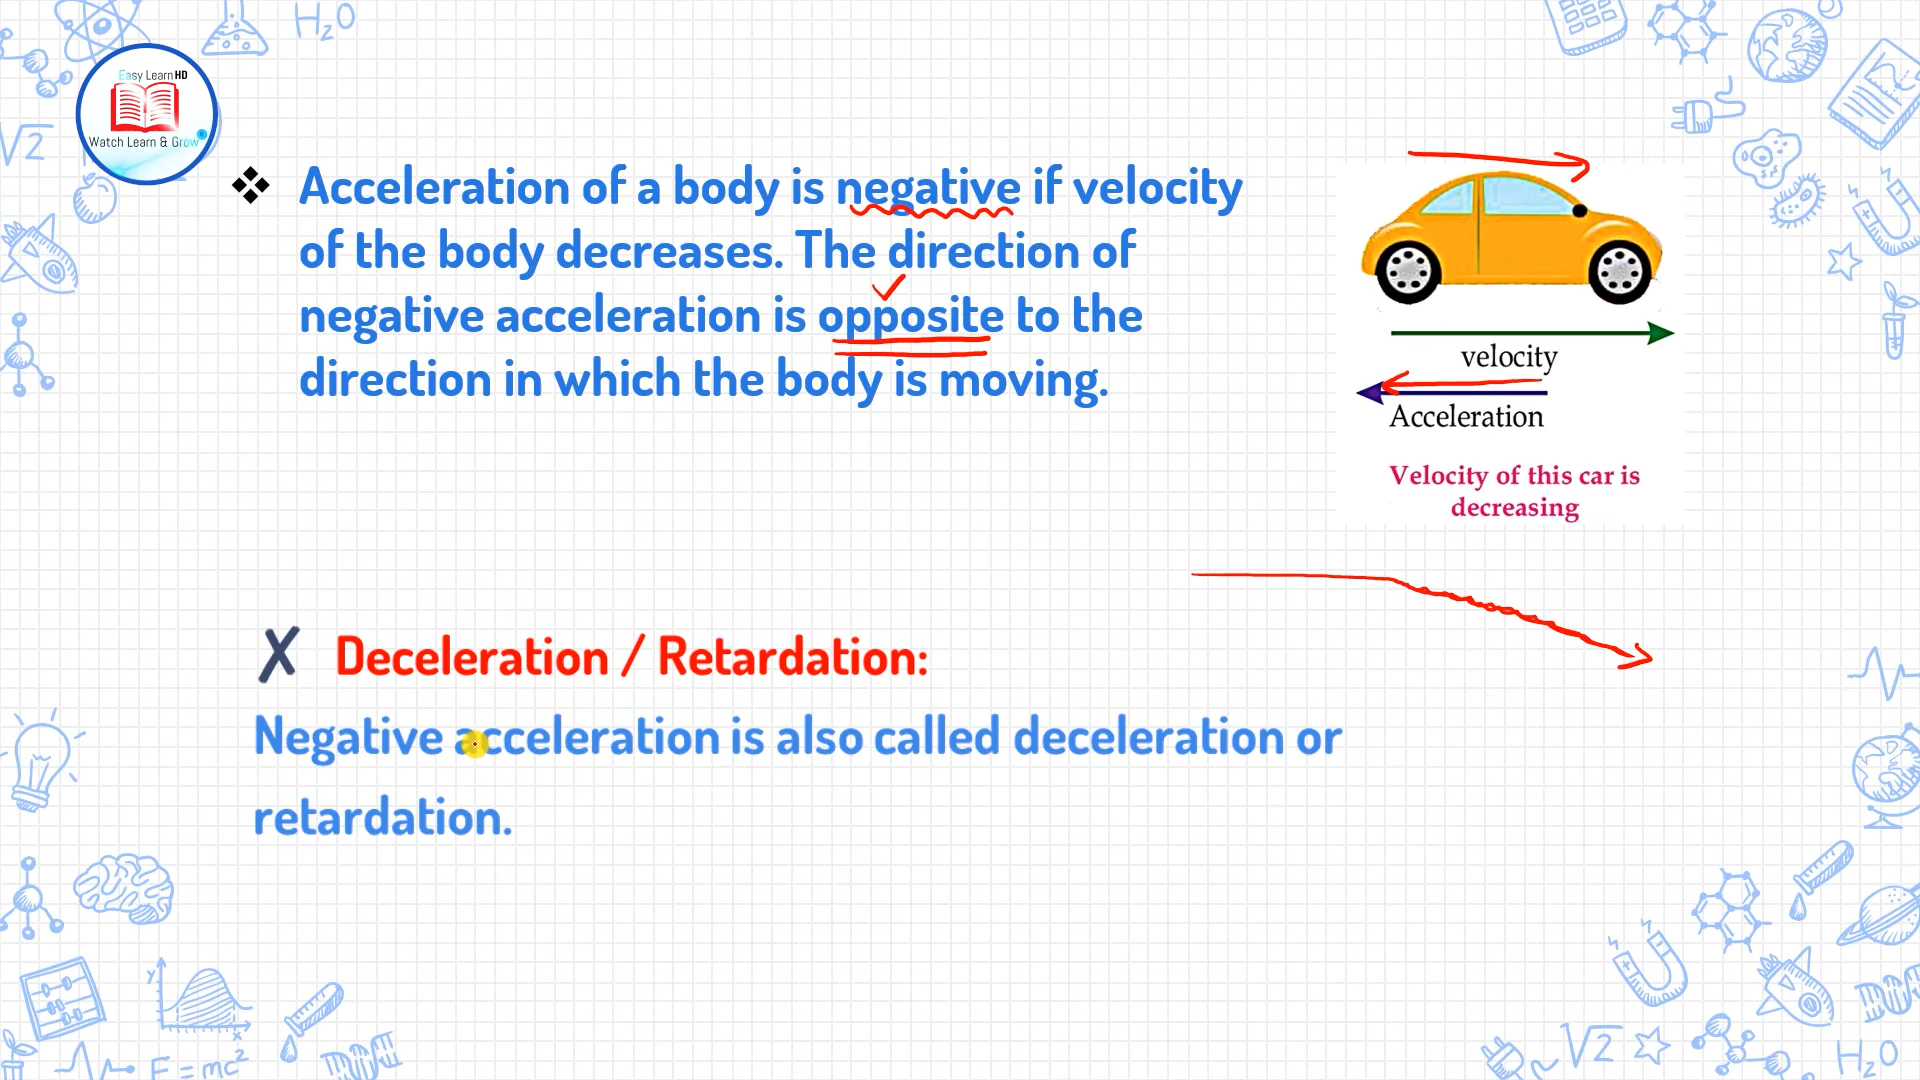 H₂O
Easy Learn HD
Watch Learn & Grow
√2
❖ Acceleration of a body is negative if velocity
of the body decreases. The direction of
negative acceleration is opposite to the
direction in which the body is moving.
velocity
Acceleration
Velocity of this car is
decreasing
✗ Deceleration / Retardation:
Negative acceleration is also called deceleration or
retardation.
y
x
F = mc²
√2
H₂O